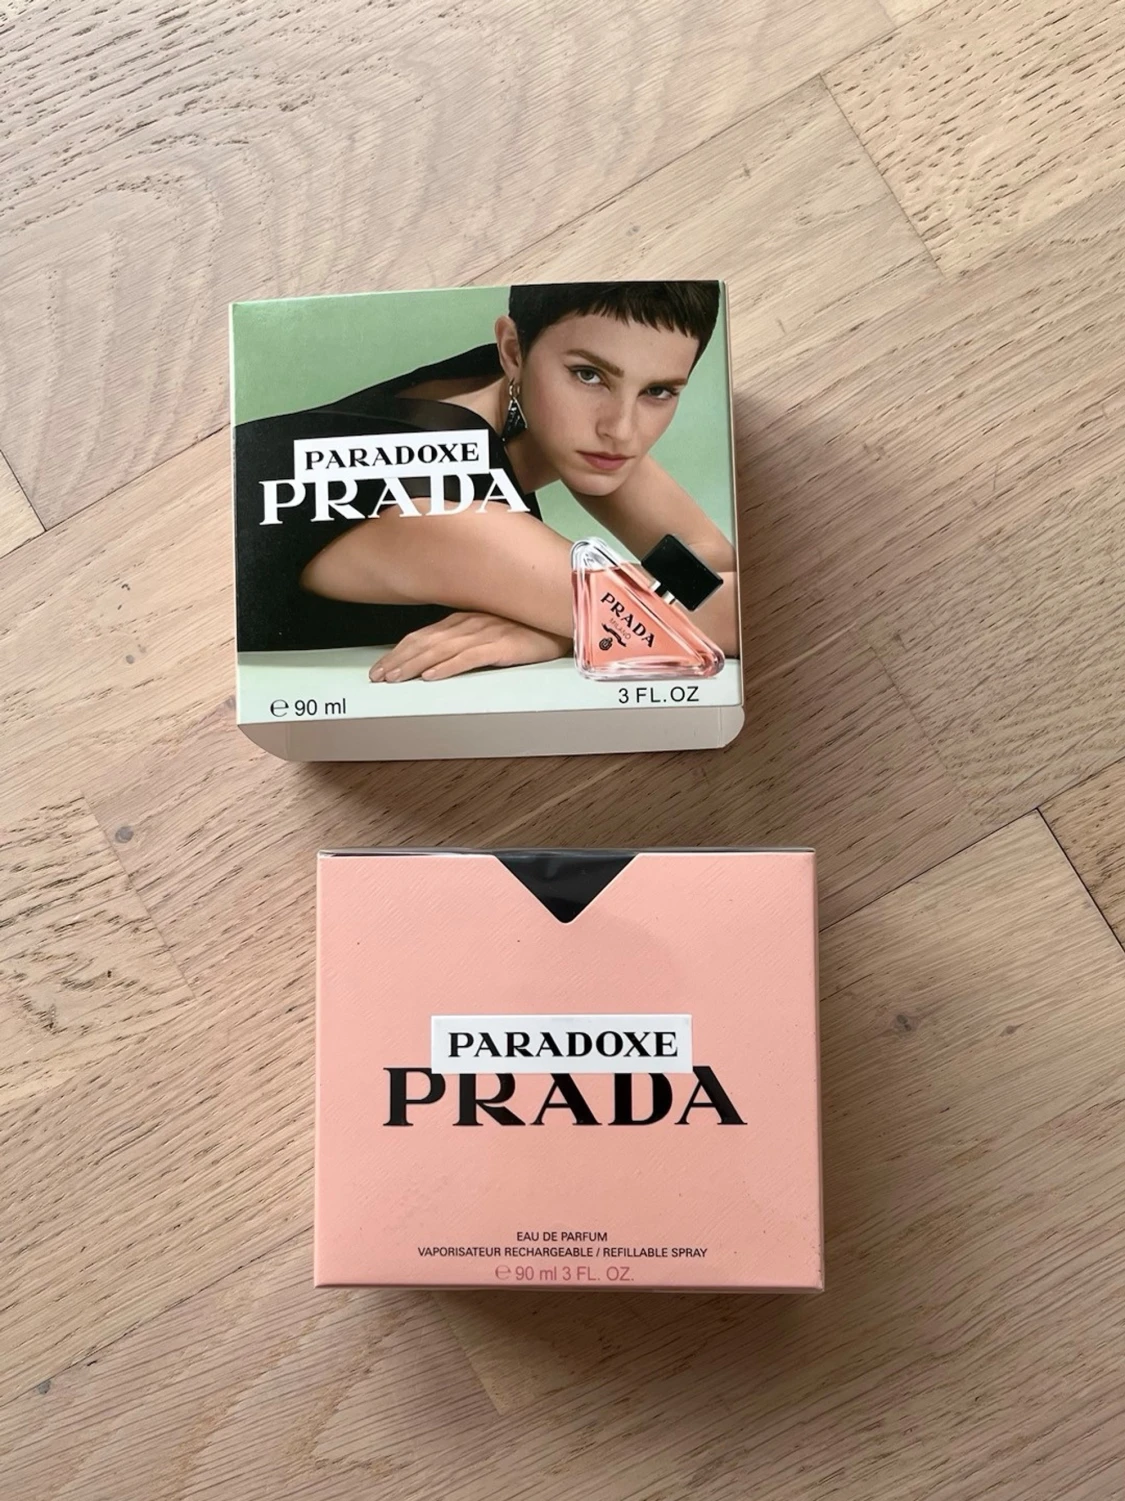 PARADOXE
PRADA
PRADA
MILANO
℮ 90 ml
3 FL.OZ
PARADOXE
PRADA
EAU DE PARFUM
VAPORISATEUR RECHARGEABLE / REFILLABLE SPRAY
℮ 90 ml 3 FL. OZ.